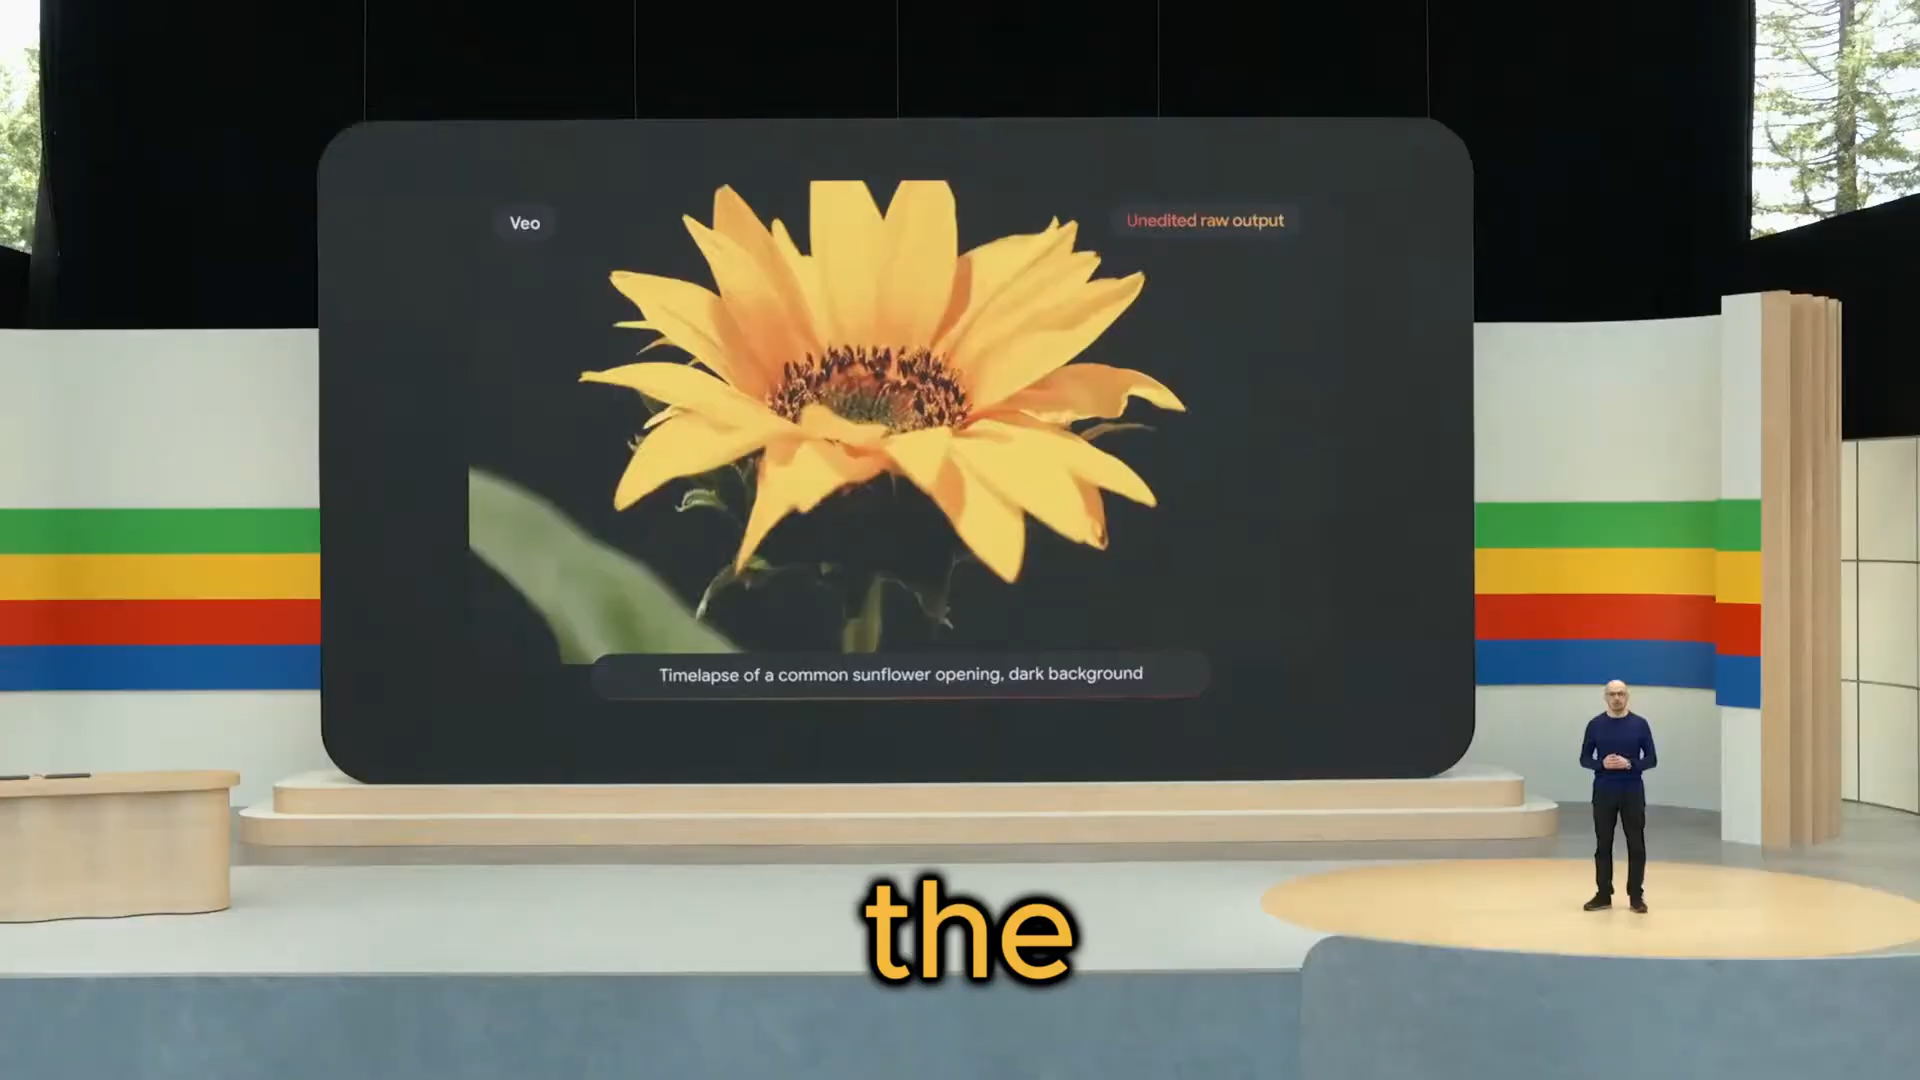 Veo
Unedited raw output
Timelapse of a common sunflower opening, dark background
the